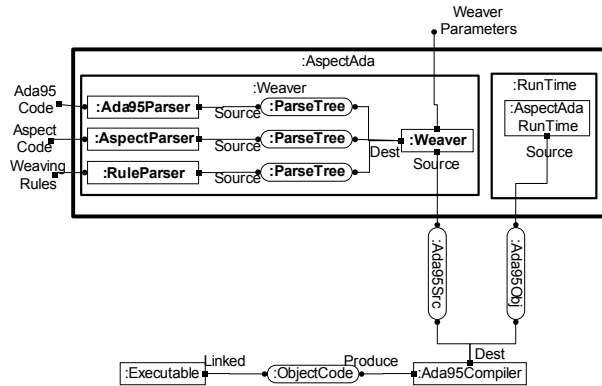 Weaver
Parameters
:AspectAda
:RunTime
:Weaver
Ada95
Code
:Ada95Parser
Source
:ParseTree
:AspectAda
RunTime
Aspect
Code
:AspectParser
Source
:ParseTree
Dest
:Weaver
Source
Source
Weaving
Rules
:RuleParser
Source
:ParseTree
:Ada95Src
:Ada95Obj
:Executable
Linked
:ObjectCode
Produce
:Ada95Compiler
Dest